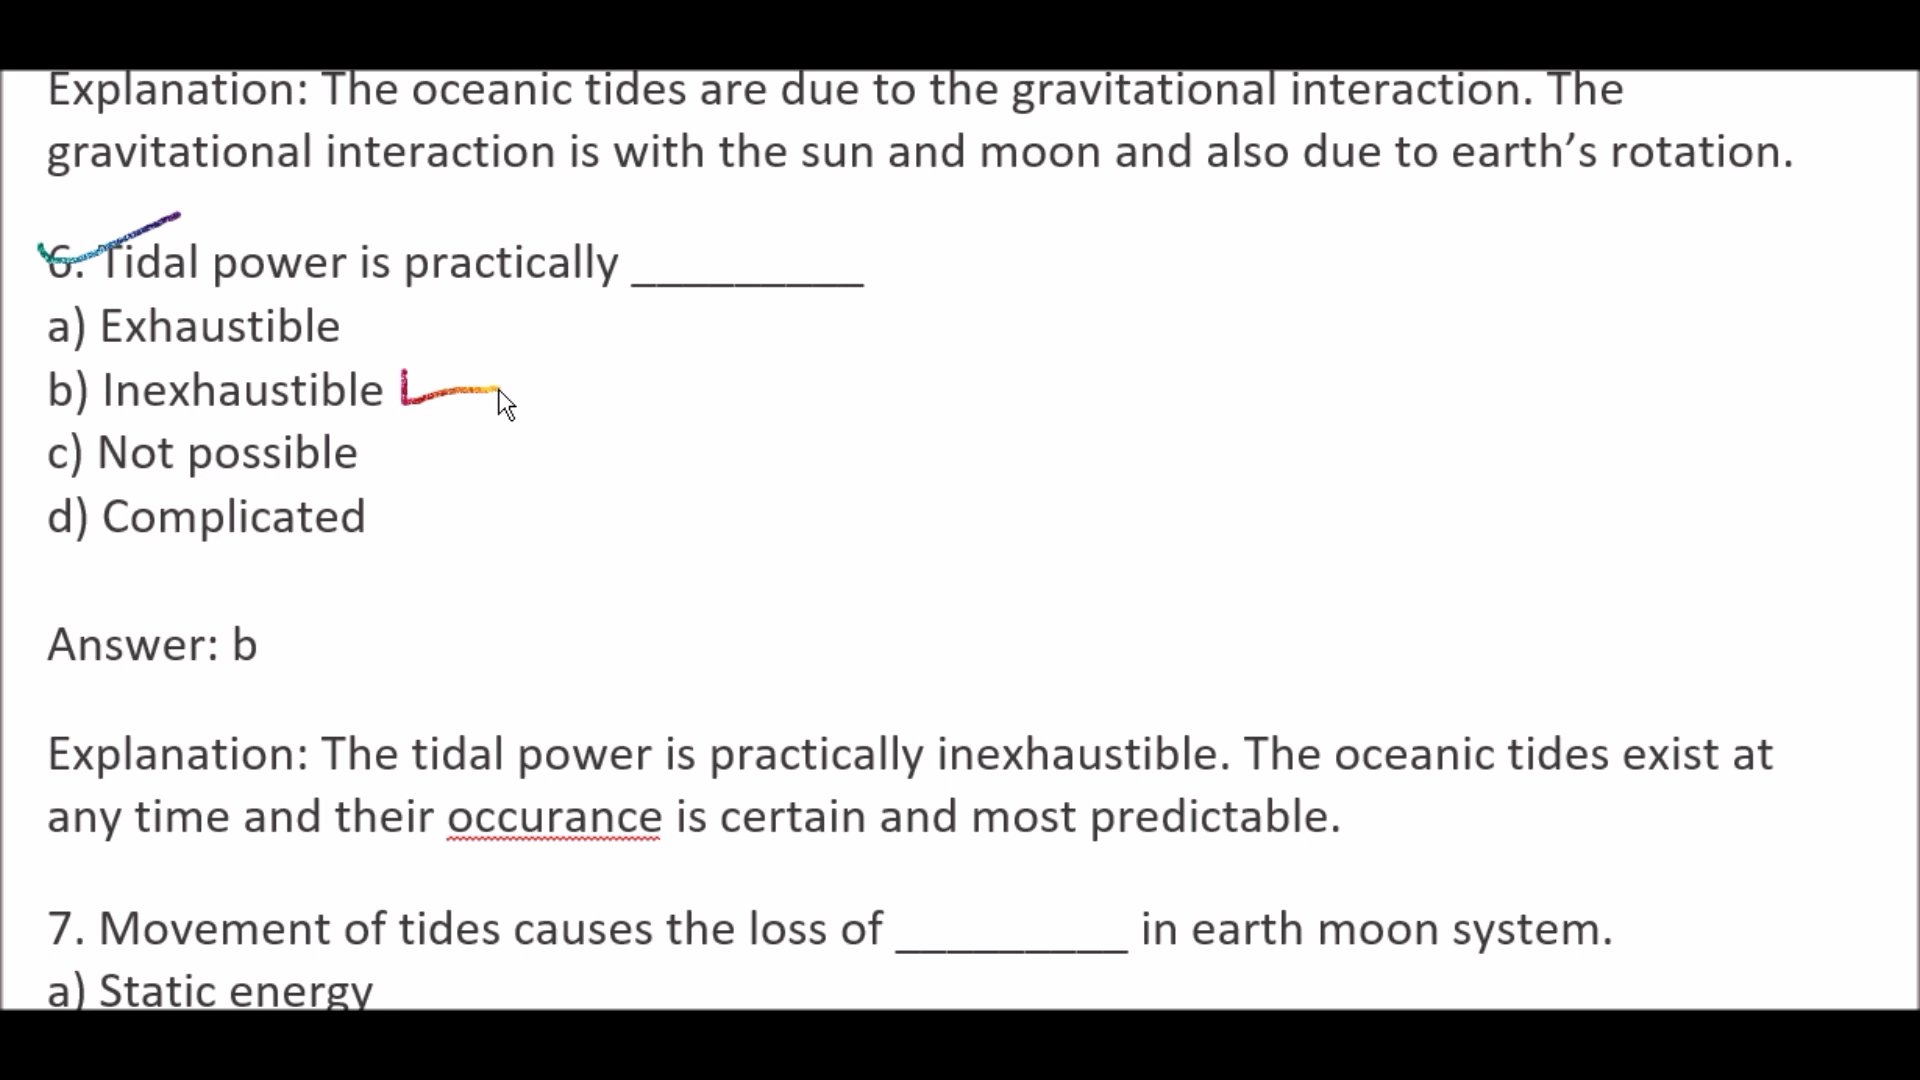 Explanation: The oceanic tides are due to the gravitational interaction. The
gravitational interaction is with the sun and moon and also due to earth’s rotation.
6. Tidal power is practically _________
a) Exhaustible
b) Inexhaustible
c) Not possible
d) Complicated
Answer: b
Explanation: The tidal power is practically inexhaustible. The oceanic tides exist at
any time and their occurance is certain and most predictable.
7. Movement of tides causes the loss of _________ in earth moon system.
a) Static energy